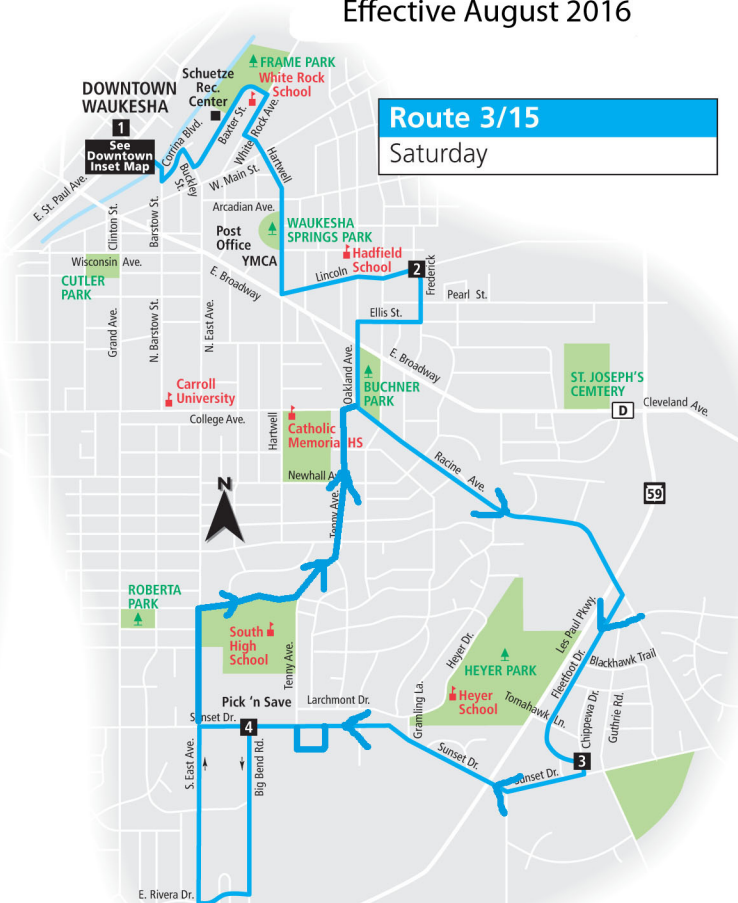 Effective August 2016
Route 3/15
Saturday
FRAME PARK
White Rock
School
Schuetze
Rec.
Center
DOWNTOWN
WAUKESHA
1
See
Downtown
Inset Map
Corrina Blvd.
Baxter St.
White Rock Ave.
Buckley
St.
Hartwell
W. Main St.
E. St. Paul Ave.
Arcadian Ave.
Clinton St.
Barstow St.
Post
Office
YMCA
WAUKESHA
SPRINGS PARK
Hadfield
School
2
Frederick
Lincoln
Wisconsin Ave.
CUTLER
PARK
E. Broadway
Pearl St.
Ellis St.
Grand Ave.
N. Barstow St.
N. East Ave.
Oakland Ave.
E. Broadway
BUCHNER
PARK
ST. JOSEPH'S
CEMTERY
D
Cleveland Ave.
Carroll
University
College Ave.
Hartwell
Catholic
Memorial HS
Racine Ave.
Newhall A
Tenny Ave.
N
59
ROBERTA
PARK
South
High
School
Tenny Ave.
Les Paul Pkwy.
Heyer Dr.
HEYER PARK
Fleetfoot Dr.
Blackhawk Trail
Heyer
School
Tomahawk Ln.
Chippewa Dr.
Guthrie Rd.
Gramling La.
Pick 'n Save
Larchmont Dr.
Sunset Dr.
4
S. East Ave.
Big Bend Rd.
Sunset Dr.
Sunset Dr.
3
E. Rivera Dr.